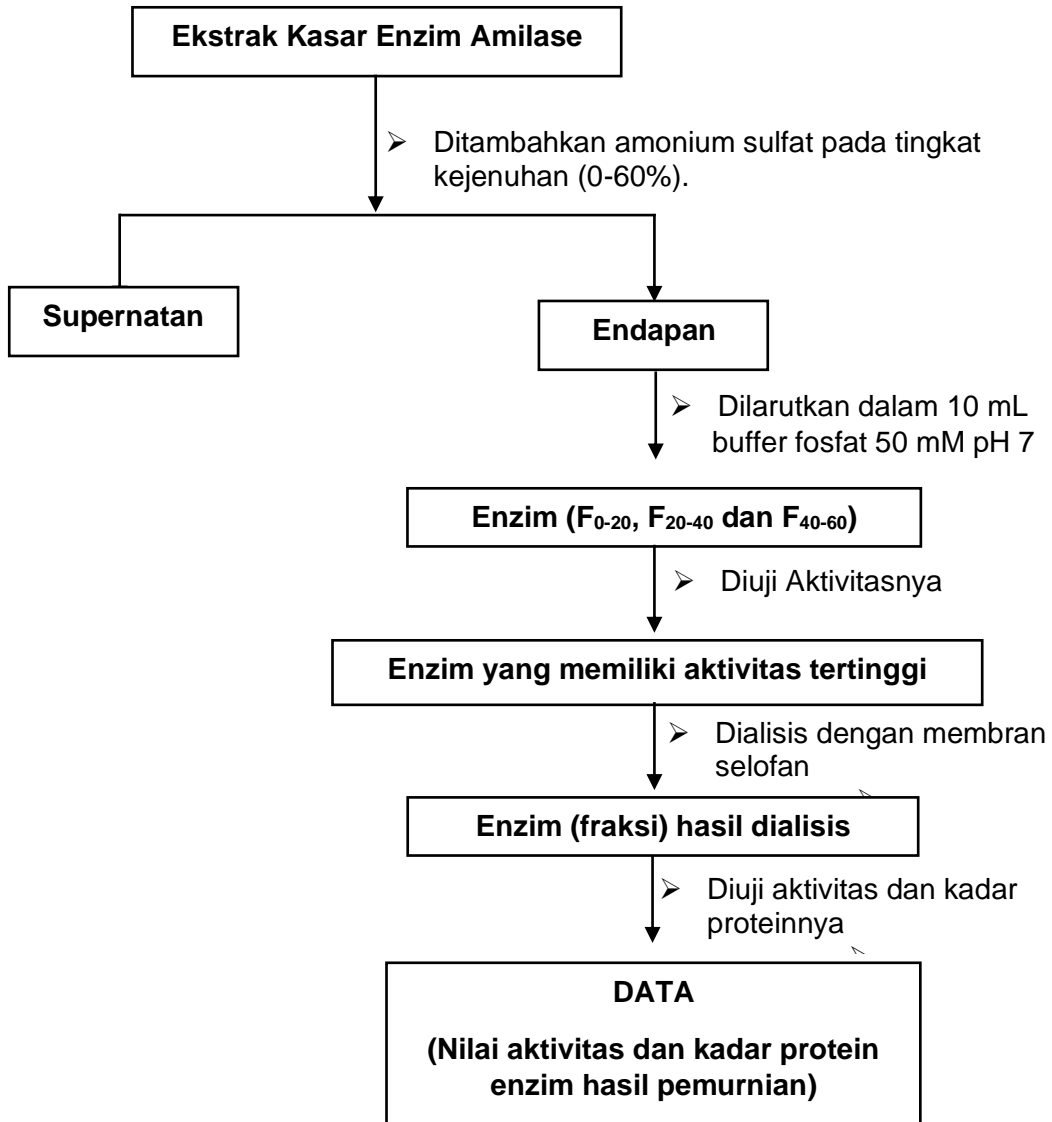 Ekstrak Kasar Enzim Amilase
➢ Ditambahkan amonium sulfat pada tingkat
kejenuhan (0-60%).
Supernatan
Endapan
➢ Dilarutkan dalam 10 mL
buffer fosfat 50 mM pH 7
Enzim (F₀₋₂₀, F₂₀₋₄₀ dan F₄₀₋₆₀)
➢ Diuji Aktivitasnya
Enzim yang memiliki aktivitas tertinggi
➢ Dialisis dengan membran
selofan
Enzim (fraksi) hasil dialisis
➢ Diuji aktivitas dan kadar
proteinnya
DATA
(Nilai aktivitas dan kadar protein
enzim hasil pemurnian)